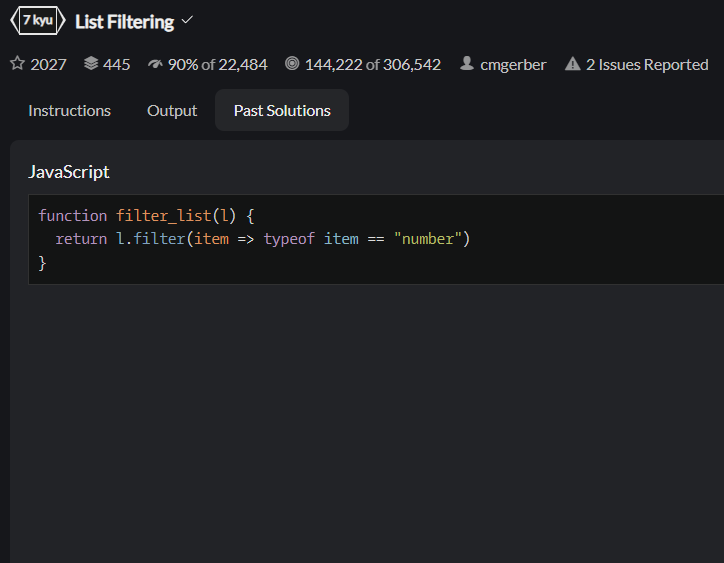 7 kyu List Filtering
2027 445 90% of 22,484 144,222 of 306,542 cmgerber 2 Issues Reported
Instructions Output Past Solutions
JavaScript
function filter_list(l) {
  return l.filter(item => typeof item == "number")
}